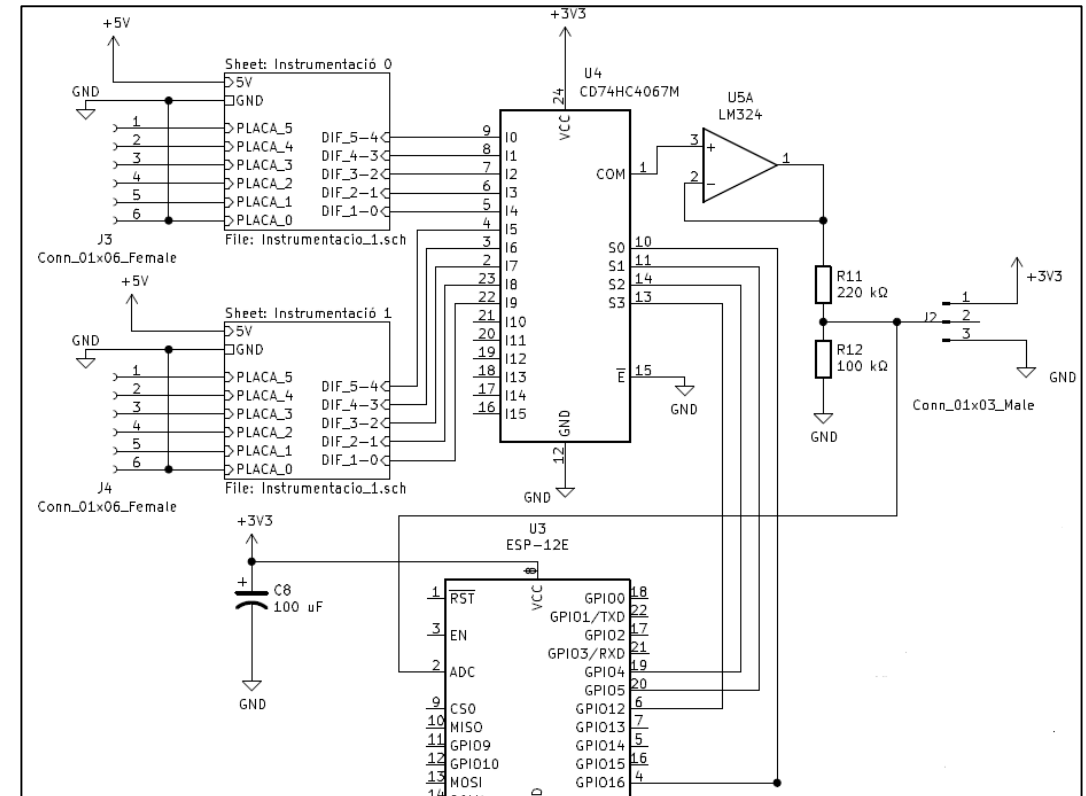 +5V
GND
Sheet: Instrumentació 0
5V
GND
1 PLACA_5
2 PLACA_4
3 PLACA_3
4 PLACA_2
5 PLACA_1
6 PLACA_0
DIF_5-4
DIF_4-3
DIF_3-2
DIF_2-1
DIF_1-0
File: Instrumentacio_1.sch
J3
Conn_01x06_Female
+5V
GND
Sheet: Instrumentació 1
5V
GND
1 PLACA_5
2 PLACA_4
3 PLACA_3
4 PLACA_2
5 PLACA_1
6 PLACA_0
DIF_5-4
DIF_4-3
DIF_3-2
DIF_2-1
DIF_1-0
File: Instrumentacio_1.sch
J4
Conn_01x06_Female
+3V3
U4
CD74HC4067M
24 VCC
9 I0
8 I1
7 I2
6 I3
5 I4
4 I5
3 I6
2 I7
23 I8
22 I9
21 I10
20 I11
19 I12
18 I13
17 I14
16 I15
COM 1
S0 10
S1 11
S2 14
S3 13
E 15
GND
GND 12
GND
U5A
LM324
3 +
2 −
1
R11
220 kΩ
R12
100 kΩ
GND
+3V3
1
J2 2
3
GND
Conn_01x03_Male
+3V3
+ C8
100 uF
GND
U3
ESP-12E
8 VCC
1 RST
3 EN
2 ADC
9 CS0
10 MISO
11 GPIO9
12 GPIO10
13 MOSI
14
GPIO0 18
GPIO1/TXD 22
GPIO2 17
GPIO3/RXD 21
GPIO4 19
GPIO5 20
GPIO12 6
GPIO13 7
GPIO14 5
GPIO15 16
GPIO16 4